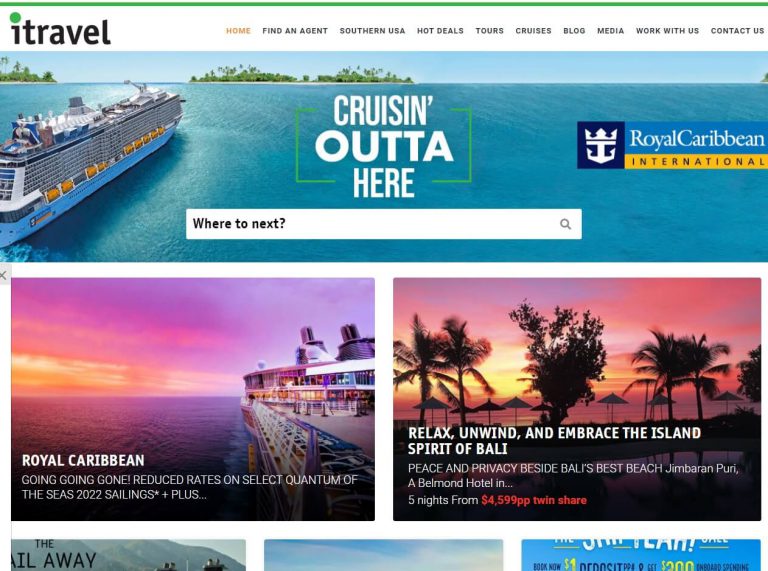 itravel
HOME FIND AN AGENT SOUTHERN USA HOT DEALS TOURS CRUISES BLOG MEDIA WORK WITH US CONTACT US
CRUISIN'
OUTTA
HERE
RoyalCaribbean
INTERNATIONAL
Where to next?
ROYAL CARIBBEAN
GOING GOING GONE! REDUCED RATES ON SELECT QUANTUM OF
THE SEAS 2022 SAILINGS* + PLUS...
RELAX, UNWIND, AND EMBRACE THE ISLAND
SPIRIT OF BALI
PEACE AND PRIVACY BESIDE BALI'S BEST BEACH Jimbaran Puri,
A Belmond Hotel in...
5 nights From $4,599pp twin share
THE
AIL AWAY
THE SALE
BOOK NOW $1 DEPOSIT PP& & GET ONBOARD SPENDING